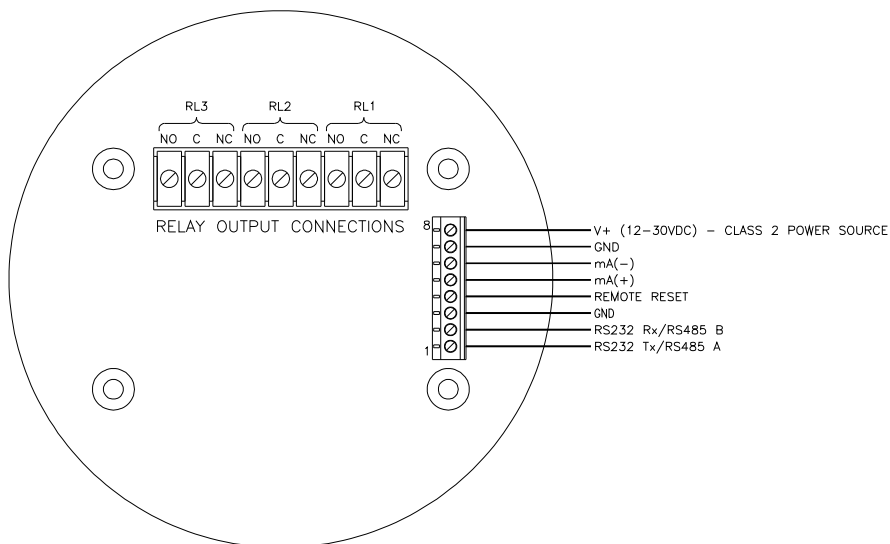 RL3 RL2 RL1
NO C NC NO C NC NO C NC
RELAY OUTPUT CONNECTIONS
8
V+ (12-30VDC) - CLASS 2 POWER SOURCE
GND
mA(-)
mA(+)
REMOTE RESET
GND
RS232 Rx/RS485 B
1
RS232 Tx/RS485 A